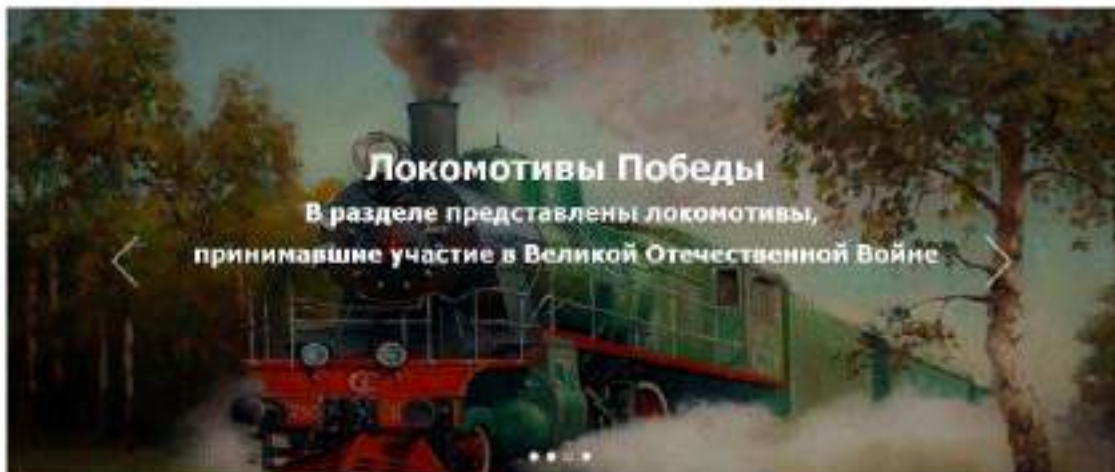 Локомотивы Победы
В разделе представлены локомотивы,
принимавшие участие в Великой Отечественной Войне